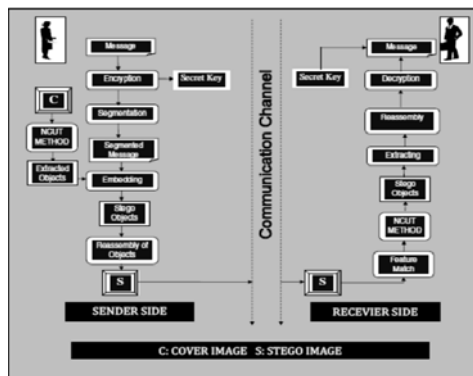 Message
Encryption
Secret Key
Segmentation
C
NCUT
METHOD
Segmented
Message
Extracted
Objects
Embedding
Stego
Objects
Reassembly of
Objects
S
SENDER SIDE
Communication Channel
Message
Secret Key
Decryption
Reassembly
Extracting
Stego
Objects
NCUT
METHOD
Feature
Match
S
RECEVIER SIDE
C: COVER IMAGE S: STEGO IMAGE